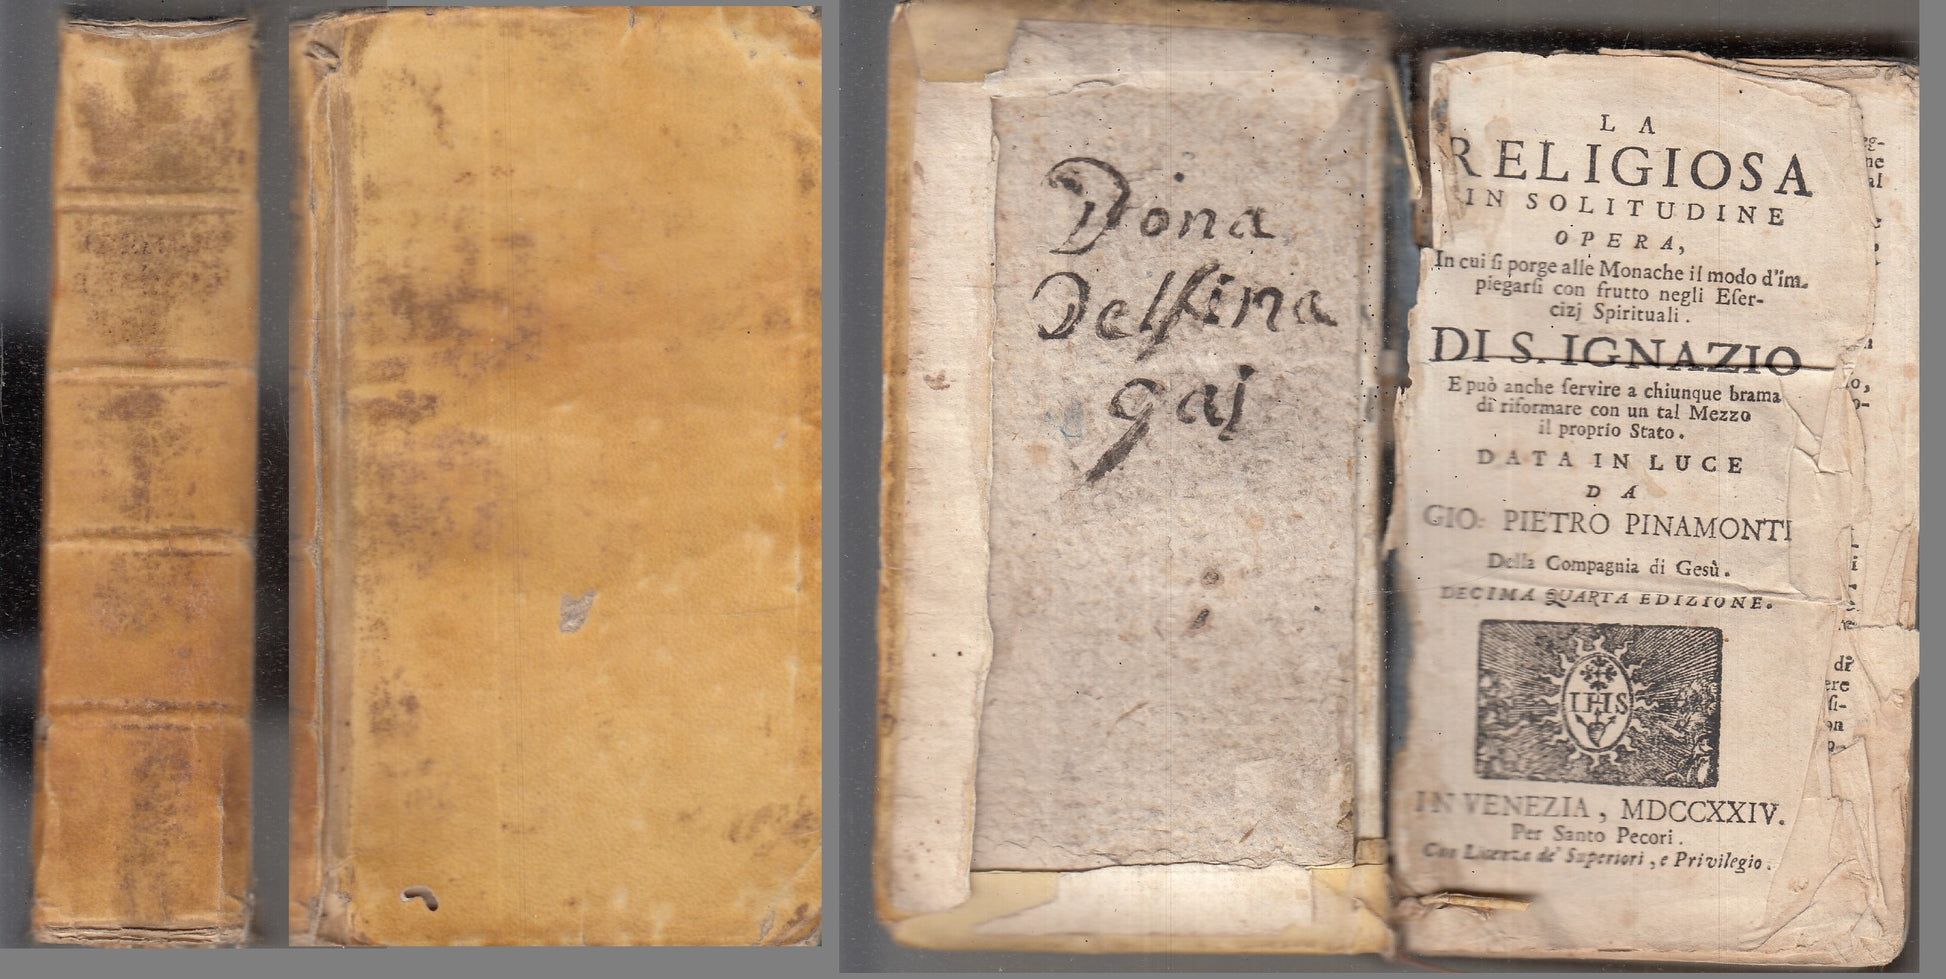 Dona
Delfina
gaj
LA
RELIGIOSA
IN SOLITUDINE
OPERA,
In cui ſi porge alle Monache il modo d'im-
piegarſi con frutto negli Eſer-
cizj Spirituali.
DI S. IGNAZIO
E può anche ſervire a chiunque brama
di riformare con un tal Mezzo
il proprio Stato.
DATA IN LUCE
DA
GIO: PIETRO PINAMONTI
Della Compagnia di Gesù.
DECIMA QUARTA EDIZIONE.
IHS
IN VENEZIA, MDCCXXIV.
Per Santo Pecori.
Con Licenza de' Superiori, e Privilegio.